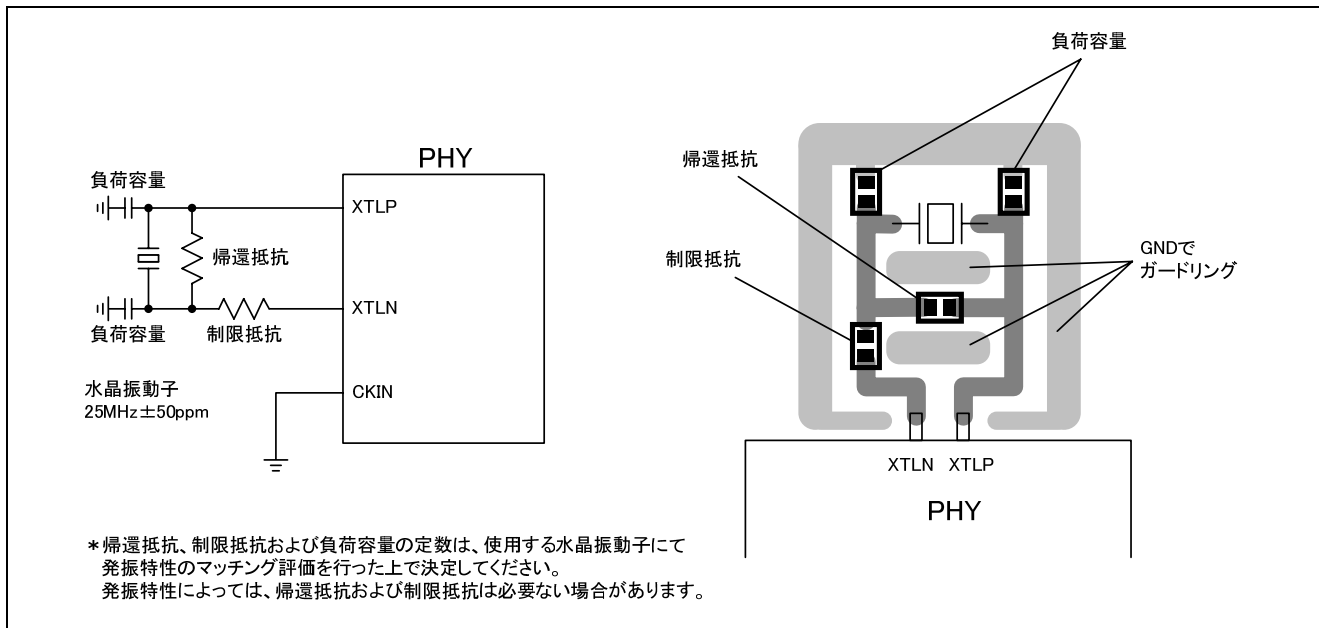 PHY
負荷容量
XTLP
帰還抵抗
XTLN
負荷容量
制限抵抗
CKIN
水晶振動子
25MHz±50ppm
負荷容量
帰還抵抗
制限抵抗
GNDで
ガードリング
XTLN XTLP
PHY
*帰還抵抗、制限抵抗および負荷容量の定数は、使用する水晶振動子にて
発振特性のマッチング評価を行った上で決定してください。
発振特性によっては、帰還抵抗および制限抵抗は必要ない場合があります。